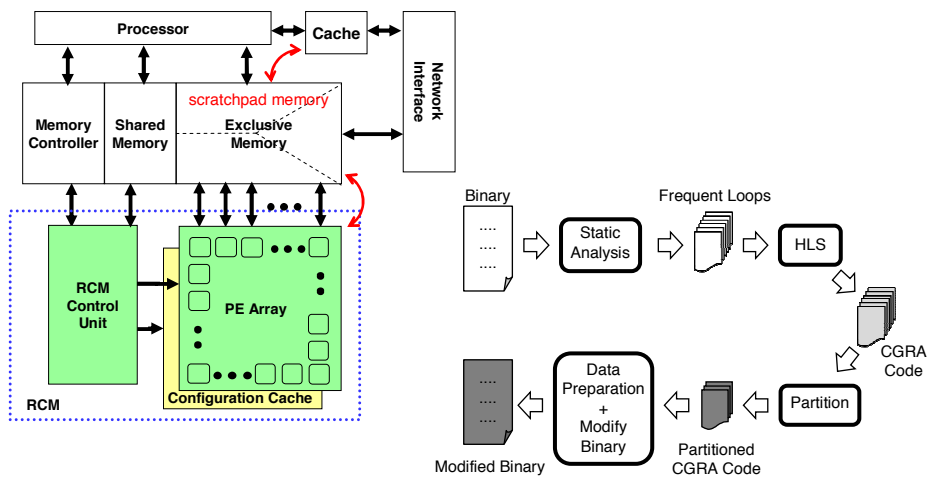 Processor
Cache
Network
Interface
scratchpad memory
Memory
Controller
Shared
Memory
Exclusive
Memory
RCM
Control
Unit
PE Array
Configuration Cache
RCM
Binary
....
....
....
Static
Analysis
Frequent Loops
HLS
CGRA
Code
Partition
Partitioned
CGRA Code
Data
Preparation
+
Modify
Binary
....
....
....
Modified Binary